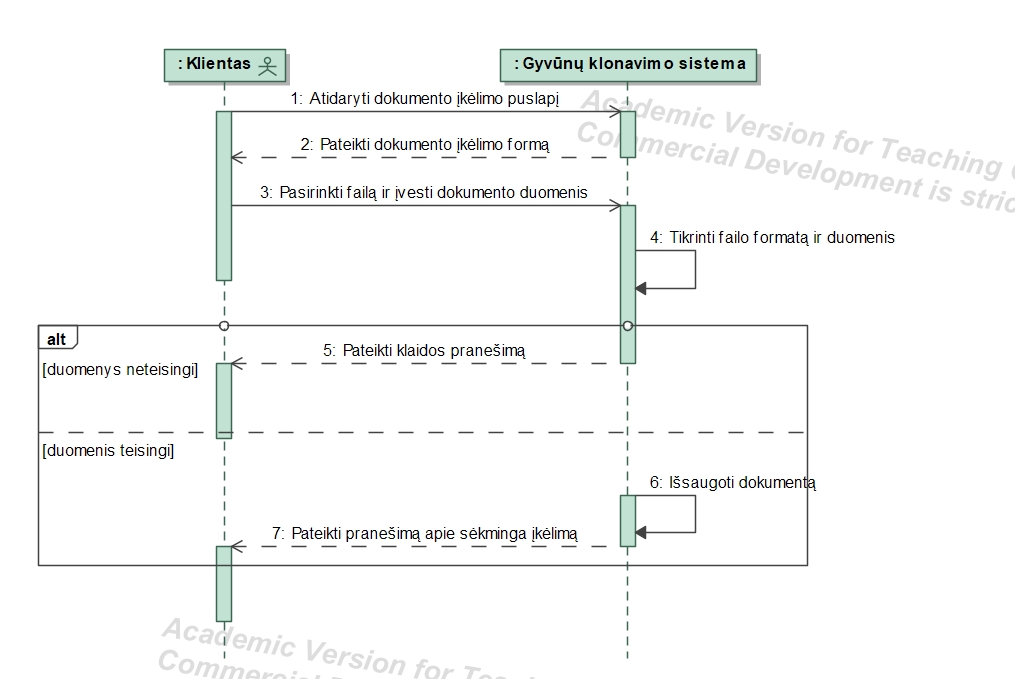 : Klientas
: Gyvūnų klonavimo sistema
1: Atidaryti dokumento įkėlimo puslapį
Academic Version for Teaching
Commercial Development is stric
2: Pateikti dokumento įkėlimo formą
3: Pasirinkti failą ir įvesti dokumento duomenis
4: Tikrinti failo formatą ir duomenis
alt
5: Pateikti klaidos pranešimą
[duomenys neteisingi]
[duomenis teisingi]
6: Išsaugoti dokumentą
7: Pateikti pranešimą apie sėkminga įkėlimą
Academic Version for
Commercial